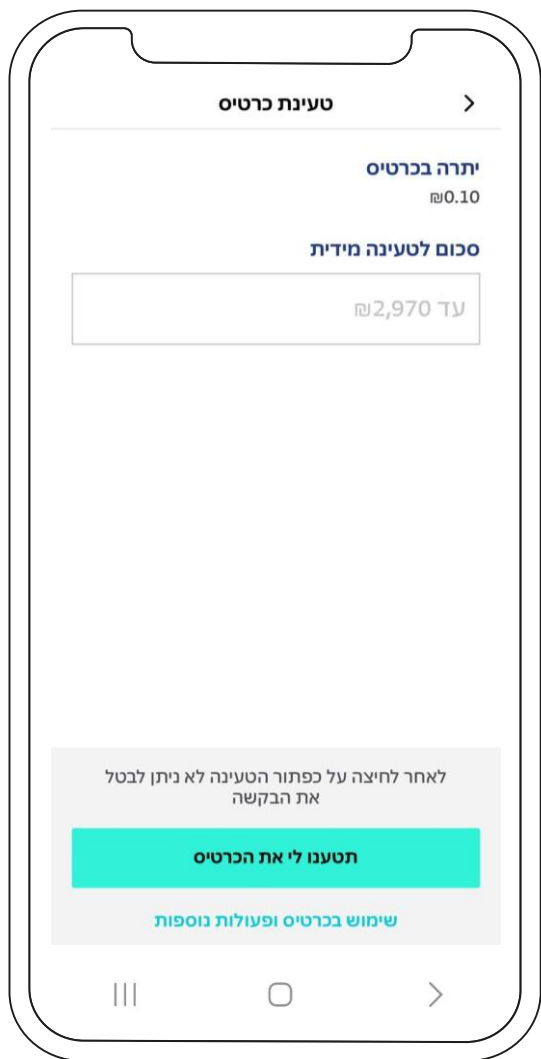 טעינת כרטיס
יתרה בכרטיס
₪0.10
סכום לטעינה מידית
עד 2,970₪
לאחר לחיצה על כפתור הטעינה לא ניתן לבטל
את הבקשה
תטענו לי את הכרטיס
שימוש בכרטיס ופעולות נוספות